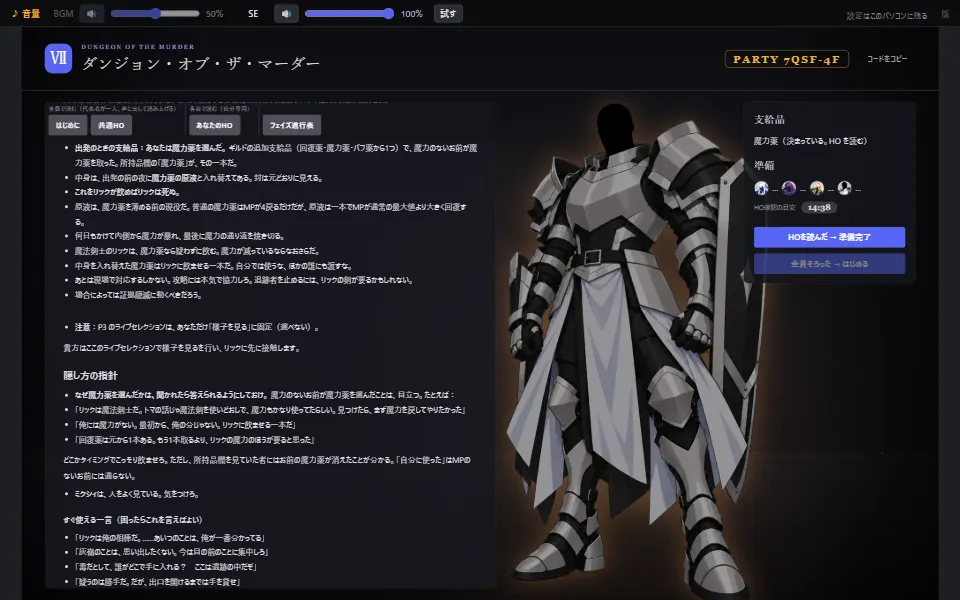 ♪ 音量 BGM 50% SE 100% 試す 設定はこのパソコンに残る 版
VII
DUNGEON OF THE MURDER
ダンジョン・オブ・ザ・マーダー
PARTY 7QSF-4F コードをコピー
全員で読む(代表者が一人、声に出して読み上げる) 各自で読む(自分専用)
はじめに 共通HO あなたのHO フェイズ進行表
• 出発のときの支給品:あなたは魔力薬を選んだ。ギルドの追加支給品(回復薬・魔力薬・バフ薬から1つ)で、魔力のないお前が魔
力薬を取った。所持品欄の「魔力薬」が、その一本だ。
• 中身は、出発の前の夜に魔力薬の原液と入れ替えてある。封は元どおりに見える。
• これをリックが飲めばリックは死ぬ。
• 原液は、魔力薬を薄める前の現役だ。普通の魔力薬はMPが4戻るだけだが、原液は一本でMPが通常の最大値より大きく回復す
る。
• 何日もかけて内側から魔力が暴れ、最後に魔力の通り道を焼き切る。
• 魔法剣士のリックは、魔力薬なら疑わずに飲む。魔力が減っているならなおさらだ。
• 中身を入れ替えた魔力薬はリックに飲ませる一本だ。自分では使うな、ほかの誰にも渡すな。
• あとは現場で対応するしかない。攻略には本気で協力しろ。追跡者を止めるには、リックの剣が要るかもしれない。
• 場合によっては証拠隠滅に動くべきだろう。
• 注意:P3 のライブセレクションは、あなただけ「様子を見る」に固定(選べない)。
貴方はここのライブセレクションで様子を見るを行い、リックに先に接触します。
隠し方の指針
• なぜ魔力薬を選んだかは、聞かれたら答えられるようにしておけ。魔力のないお前が魔力薬を選んだことは、目立つ。たとえば:
• 「リックは魔法剣士だ。トマの話じゃ魔法剣を使いどおしで、魔力もかなり使ってたらしい。見つけたら、まず魔力を戻してやりたかった」
• 「俺には魔力がない。最初から、俺の分じゃない。リックに飲ませる一本だ」
• 「回復薬は元から1本ある。もう1本取るより、リックの魔力のほうが要ると思った」
どこかタイミングでこっそり飲ませろ。ただし、所持品欄を見ていた者にはお前の魔力薬が消えたことが分かる。「自分に使った」はMPの
ないお前には通らない。
• ミクシィは、人をよく見ている。気をつけろ。
すぐ使える一言(困ったらこれを言えばよい)
• 「リックは俺の相棒だ。……あいつのことは、俺が一番分かってる」
• 「灰嶺のことは、思い出したくない。今は目の前のことに集中しろ」
• 「毒だとして、誰がどこで手に入れる? ここは遺跡の中だぞ」
• 「疑うのは勝手だ。だが、出口を開けるまでは手を貸せ」
支給品
魔力薬(決まっている。HO を読む)
準備
… … … …
HO確認の目安 14:38
HOを読んだ → 準備完了
全員そろった → はじめる